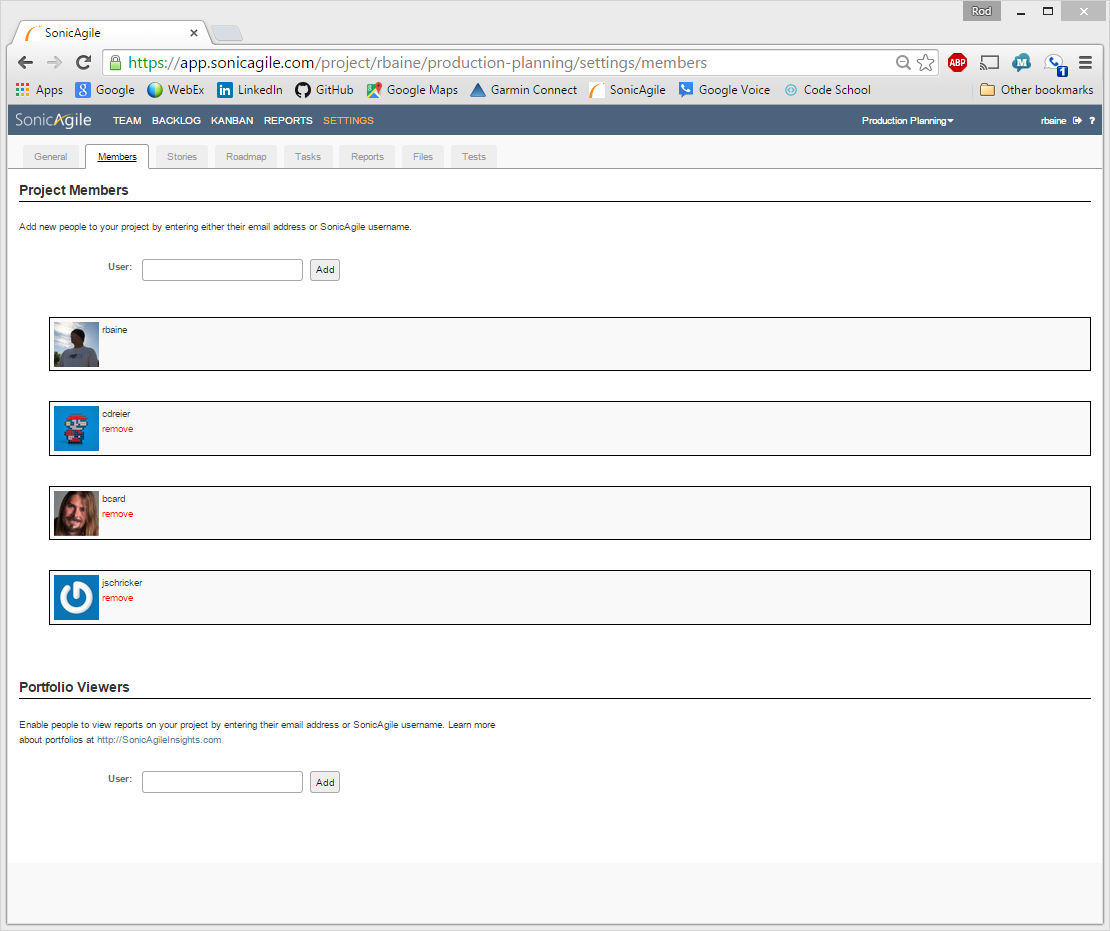 Rod
SonicAgile
https://app.sonicagile.com/project/rbaine/production-planning/settings/members
ABP
M
1
Apps Google WebEx LinkedIn GitHub Google Maps Garmin Connect SonicAgile Google Voice Code School Other bookmarks
SonicAgile TEAM BACKLOG KANBAN REPORTS SETTINGS Production Planning rbaine ?
General Members Stories Roadmap Tasks Reports Files Tests
Project Members
Add new people to your project by entering either their email address or SonicAgile username.
User: Add
rbaine
cdreier
remove
bcard
remove
jschricker
remove
Portfolio Viewers
Enable people to view reports on your project by entering their email address or SonicAgile username. Learn more
about portfolios at http://SonicAgileInsights.com
User: Add